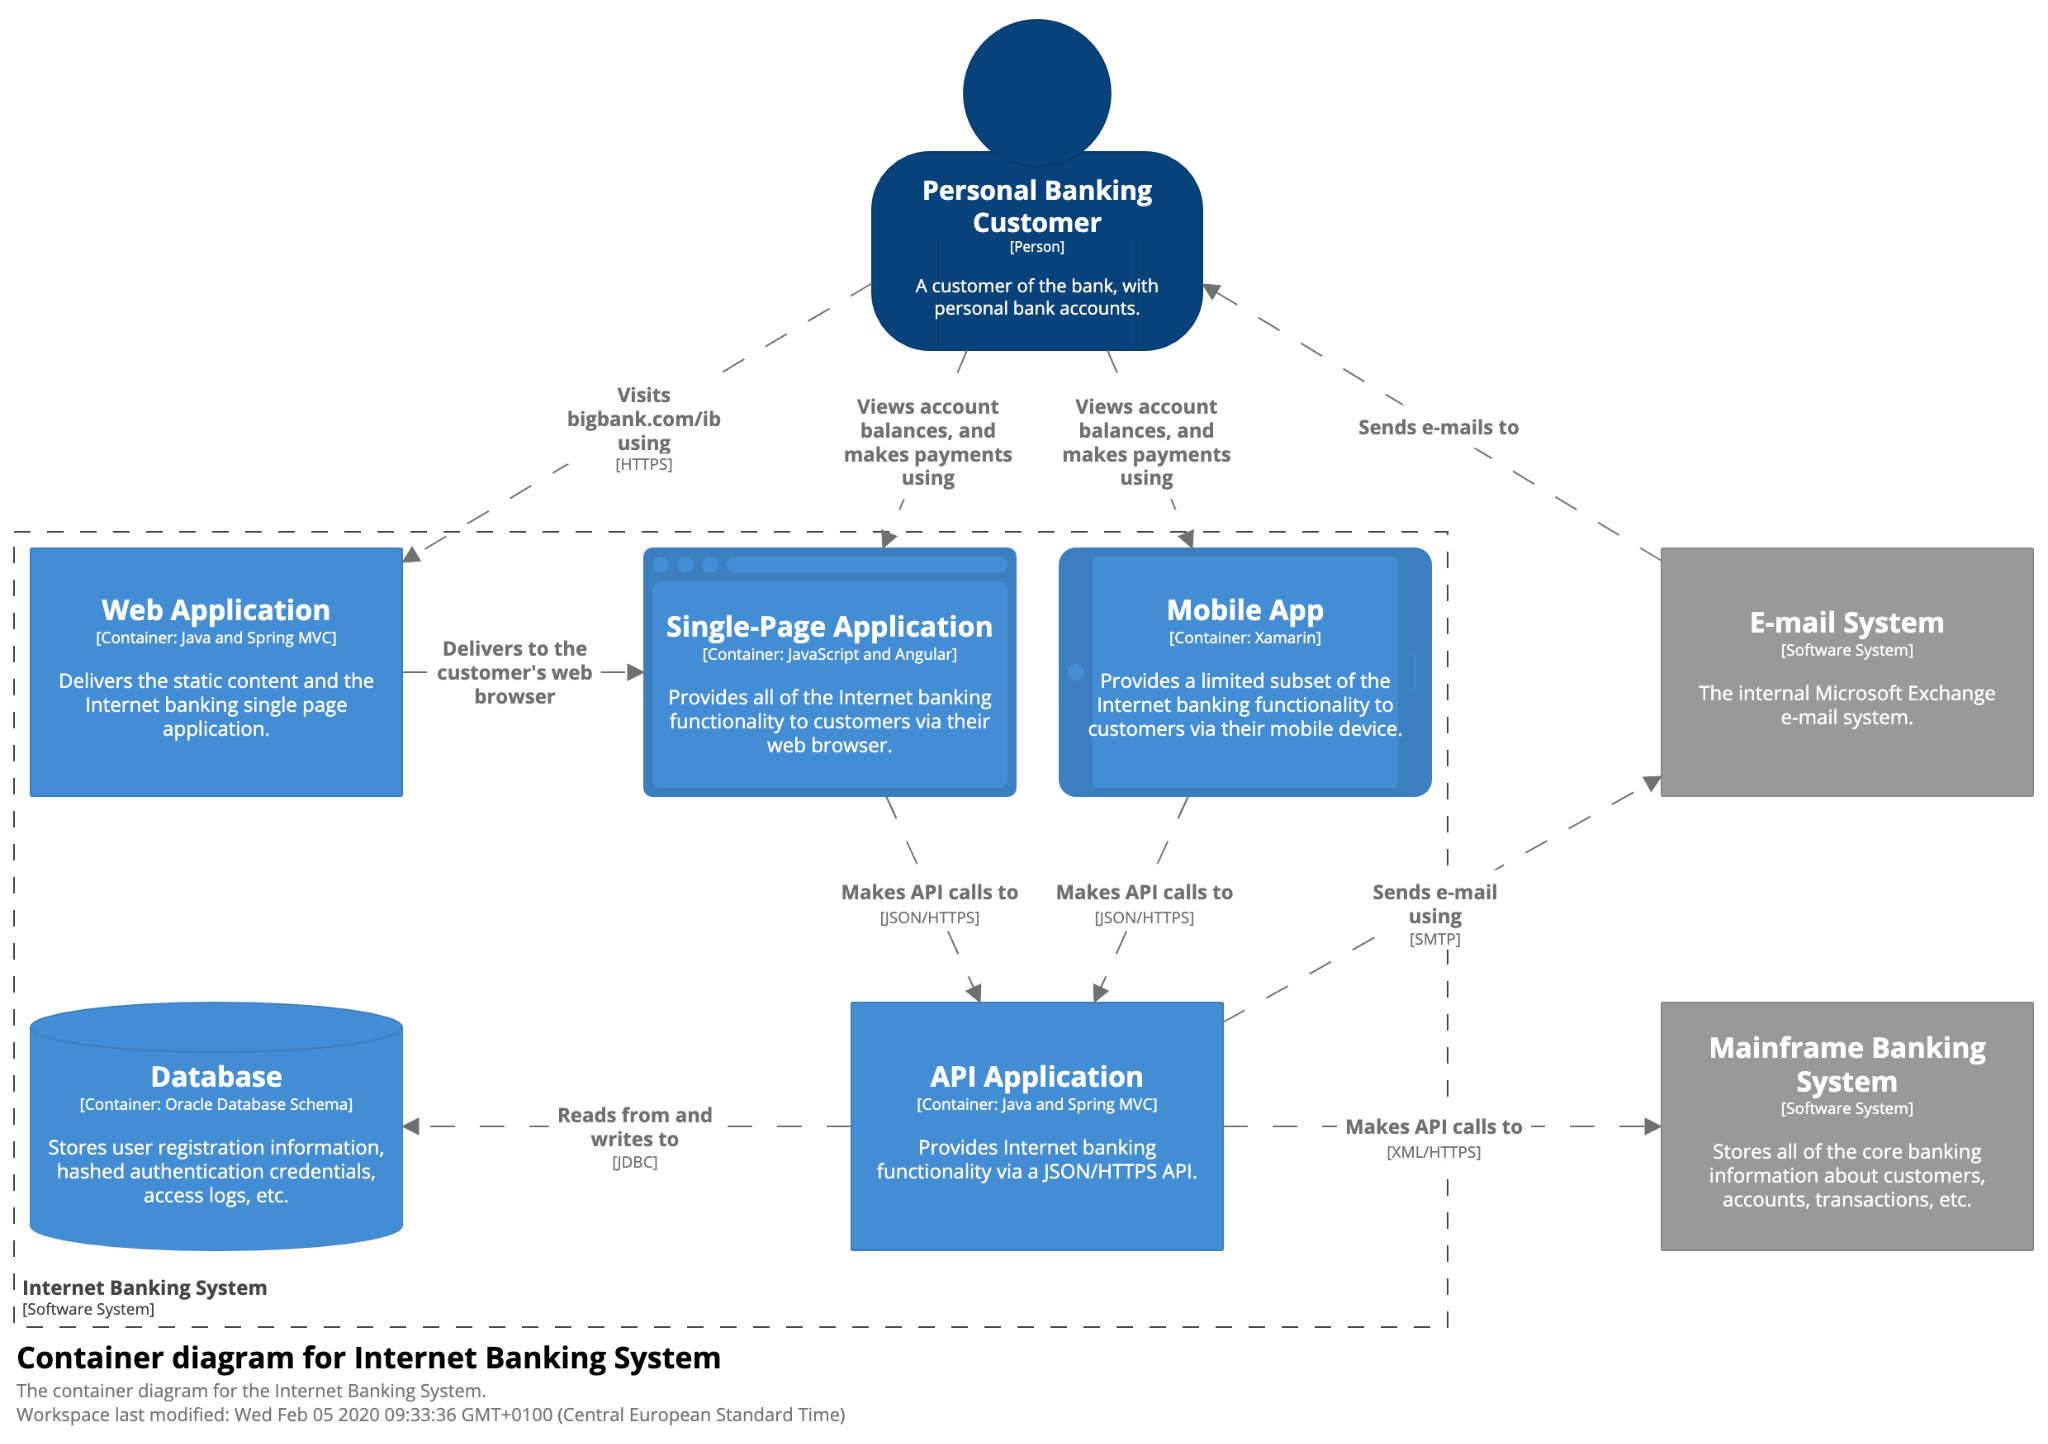 Personal Banking
Customer
[Person]
A customer of the bank, with
personal bank accounts.
Visits
bigbank.com/ib
using
[HTTPS]
Views account
balances, and
makes payments
using
Views account
balances, and
makes payments
using
Sends e-mails to
Web Application
[Container: Java and Spring MVC]
Delivers the static content and the
Internet banking single page
application.
Delivers to the
customer's web
browser
Single-Page Application
[Container: JavaScript and Angular]
Provides all of the Internet banking
functionality to customers via their
web browser.
Mobile App
[Container: Xamarin]
Provides a limited subset of the
Internet banking functionality to
customers via their mobile device.
E-mail System
[Software System]
The internal Microsoft Exchange
e-mail system.
Makes API calls to
[JSON/HTTPS]
Makes API calls to
[JSON/HTTPS]
Sends e-mail
using
[SMTP]
Database
[Container: Oracle Database Schema]
Stores user registration information,
hashed authentication credentials,
access logs, etc.
Reads from and
writes to
[JDBC]
API Application
[Container: Java and Spring MVC]
Provides Internet banking
functionality via a JSON/HTTPS API.
Makes API calls to
[XML/HTTPS]
Mainframe Banking
System
[Software System]
Stores all of the core banking
information about customers,
accounts, transactions, etc.
Internet Banking System
[Software System]
Container diagram for Internet Banking System
The container diagram for the Internet Banking System.
Workspace last modified: Wed Feb 05 2020 09:33:36 GMT+0100 (Central European Standard Time)